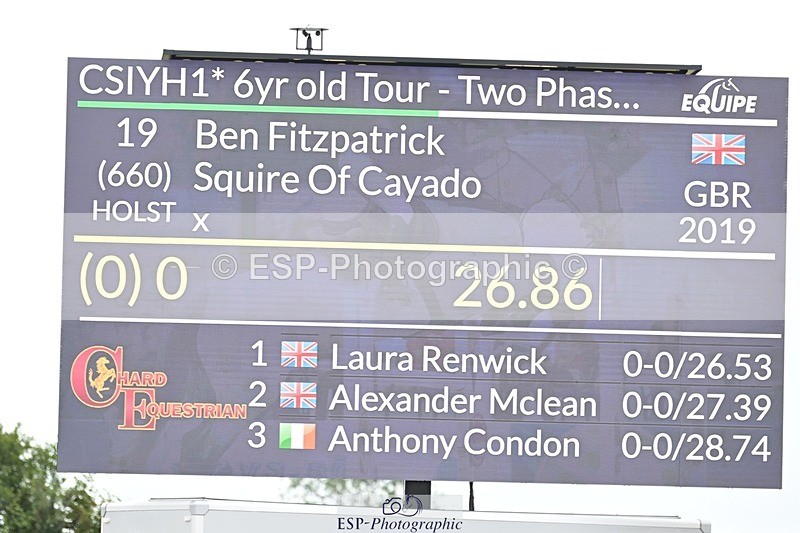 CSIYH1* 6yr old Tour - Two Phas...
EQUIPE
19 Ben Fitzpatrick
(660) Squire Of Cayado GBR
HOLST x 2019
© ESP-Photographic ©
(0) 0 26.86
CHARD
EQUESTRIAN
1 Laura Renwick 0-0/26.53
2 Alexander Mclean 0-0/27.39
3 Anthony Condon 0-0/28.74
ESP-Photographic